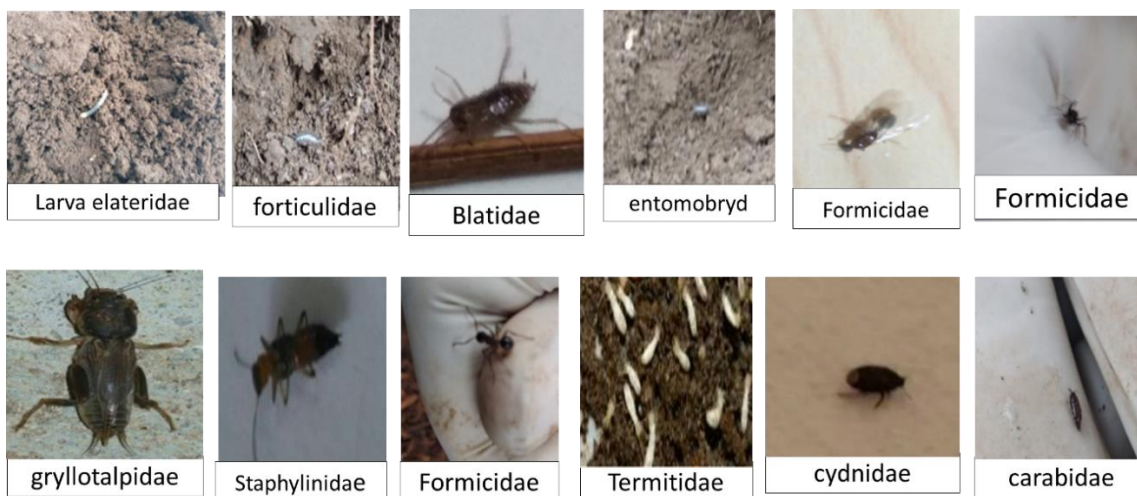 Larva elateridae
forticulidae
Blatidae
entomobryd
Formicidae
Formicidae
gryllotalpidae
Staphylinidae
Formicidae
Termitidae
cydnidae
carabidae